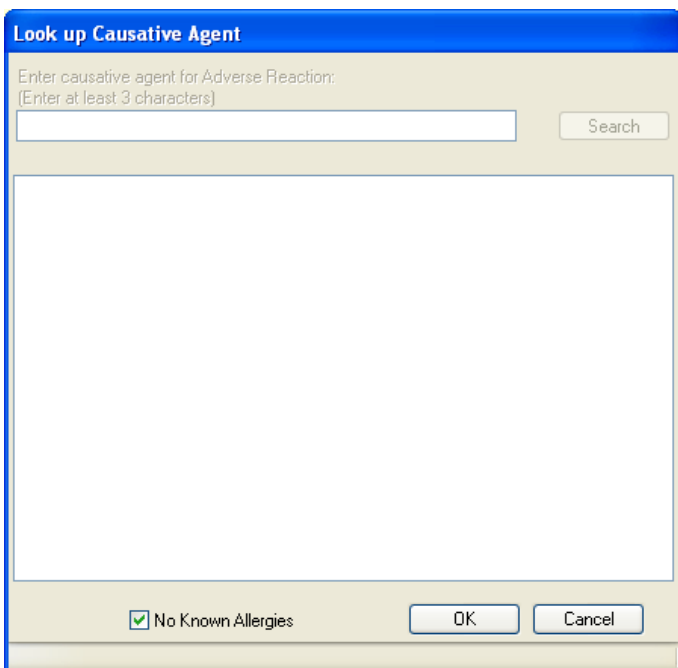 Look up Causative Agent
Enter causative agent for Adverse Reaction:
(Enter at least 3 characters)
Search
No Known Allergies
OK
Cancel